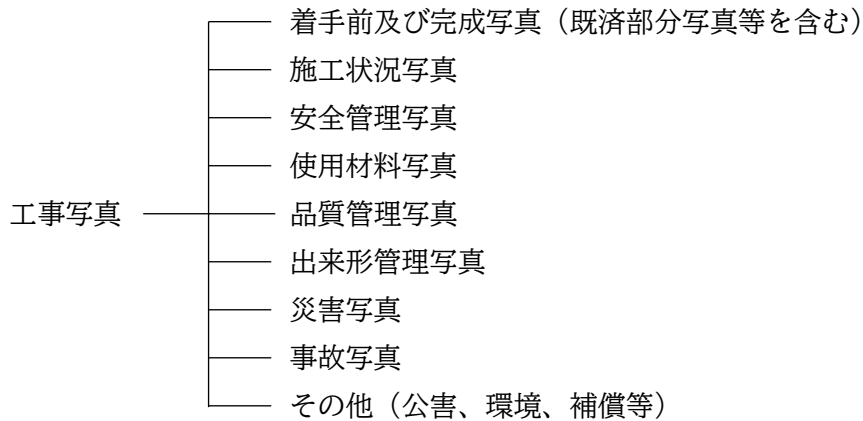 着手前及び完成写真（既済部分写真等を含む）
施工状況写真
安全管理写真
使用材料写真
工事写真
品質管理写真
出来形管理写真
災害写真
事故写真
その他（公害、環境、補償等）